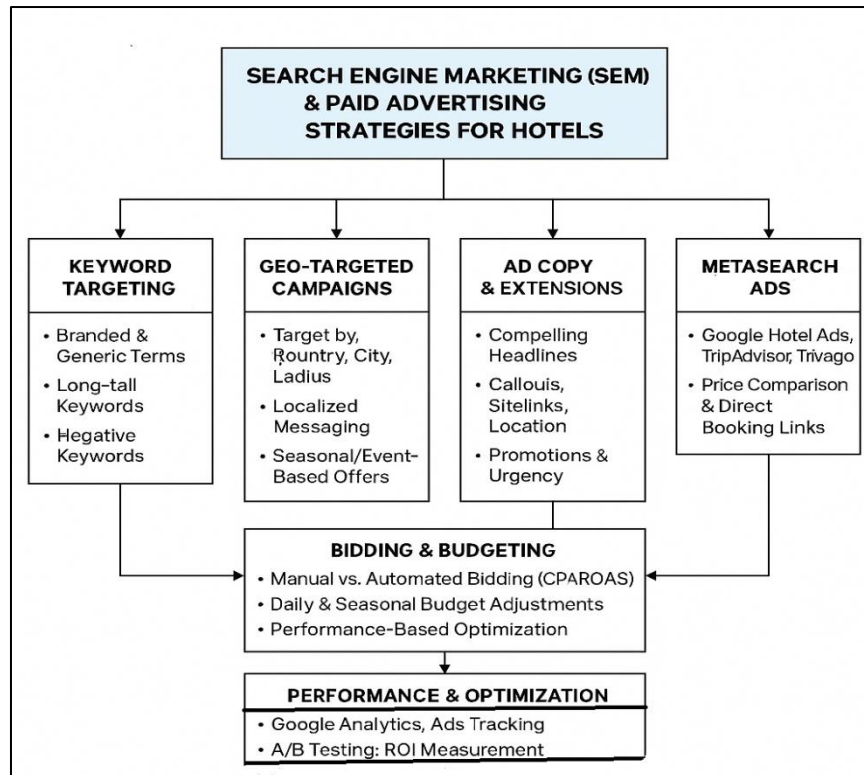 SEARCH ENGINE MARKETING (SEM)
& PAID ADVERTISING
STRATEGIES FOR HOTELS
KEYWORD
TARGETING
• Branded &
Generic Terms
• Long-tall
Keywords
• Hegative
Keywords
GEO-TARGETED
CAMPAIGNS
• Target by,
Rountry, City,
Ladius
• Localized
Messaging
• Seasonal/Event-
Based Offers
AD COPY
& EXTENSIONS
• Compelling
Headlines
• Callouis,
Sitelinks,
Location
• Promotions &
Urgency
METASEARCH
ADS
• Google Hotel Ads,
TripAdvisor, Trivago
• Price Comparison
& Direct
Booking Links
BIDDING & BUDGETING
• Manual vs. Automated Bidding (CPAROAS)
• Daily & Seasonal Budget Adjustments
• Performance-Based Optimization
PERFORMANCE & OPTIMIZATION
• Google Analytics, Ads Tracking
• A/B Testing: ROI Measurement